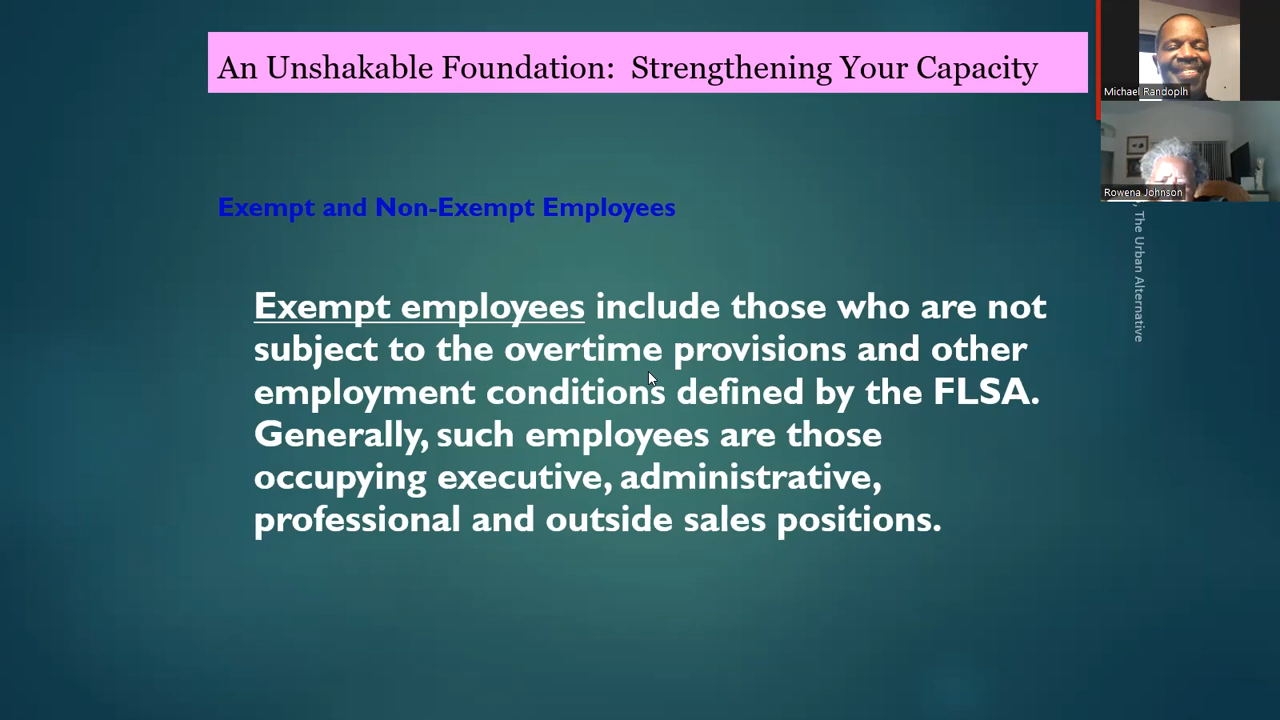 An Unshakable Foundation: Strengthening Your Capacity
Michael Randoplh
Rowena Johnson
The Urban Alternative
Exempt and Non-Exempt Employees
Exempt employees include those who are not
subject to the overtime provisions and other
employment conditions defined by the FLSA.
Generally, such employees are those
occupying executive, administrative,
professional and outside sales positions.